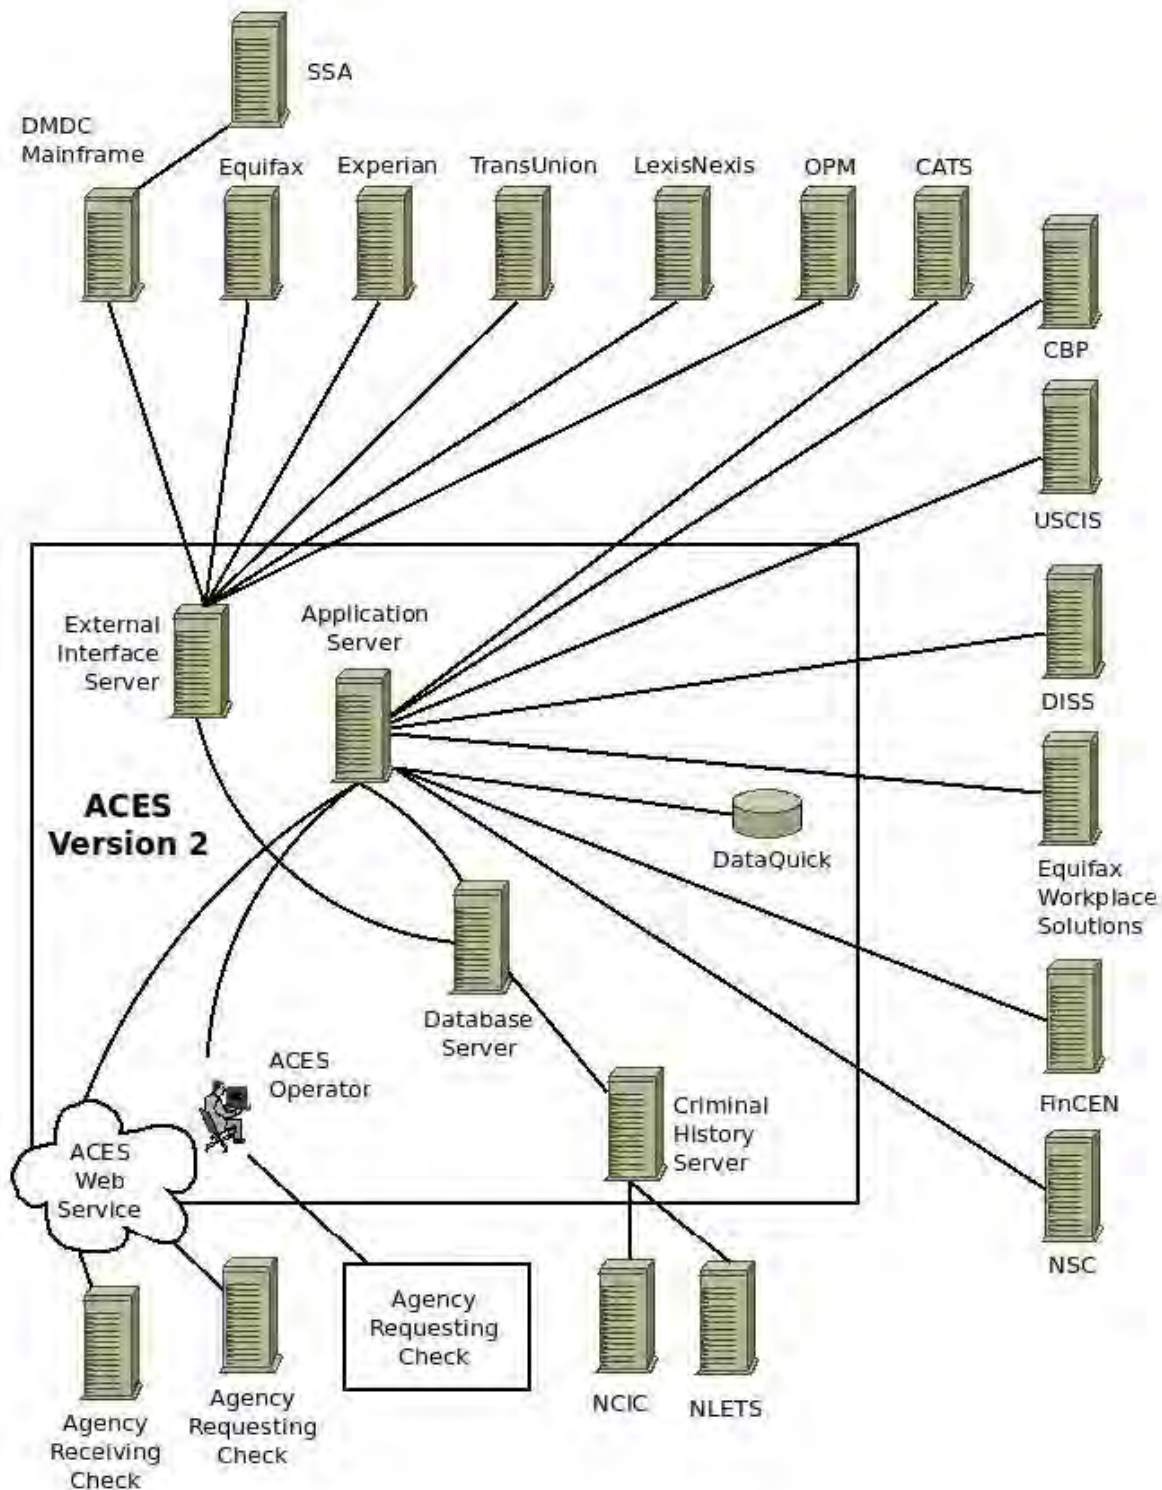 SSA
DMDC
Mainframe
Equifax
Experian
TransUnion
LexisNexis
OPM
CATS
CBP
USCIS
External
Interface
Server
Application
Server
DISS
ACES
Version 2
DataQuick
Equifax
Workplace
Solutions
Database
Server
ACES
Operator
Criminal
History
Server
FinCEN
ACES
Web
Service
NSC
Agency
Requesting
Check
NCIC
NLETS
Agency
Requesting
Check
Agency
Receiving
Check